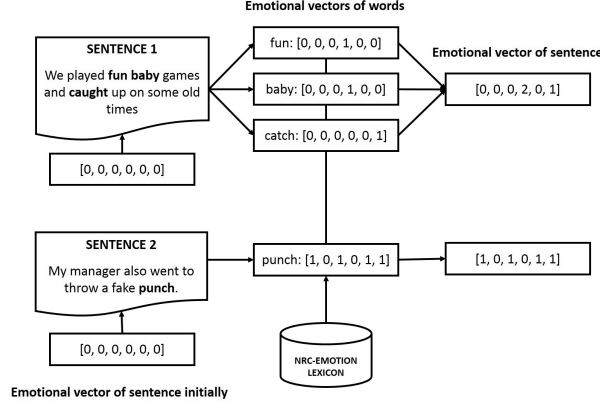 Emotional vectors of words
SENTENCE 1
We played fun baby games
and caught up on some old
times
[0, 0, 0, 0, 0, 0]
fun: [0, 0, 0, 1, 0, 0]
baby: [0, 0, 0, 1, 0, 0]
catch: [0, 0, 0, 0, 0, 1]
Emotional vector of sentence
[0, 0, 0, 2, 0, 1]
SENTENCE 2
My manager also went to
throw a fake punch.
[0, 0, 0, 0, 0, 0]
punch: [1, 0, 1, 0, 1, 1]
[1, 0, 1, 0, 1, 1]
NRC-EMOTION
LEXICON
Emotional vector of sentence initially